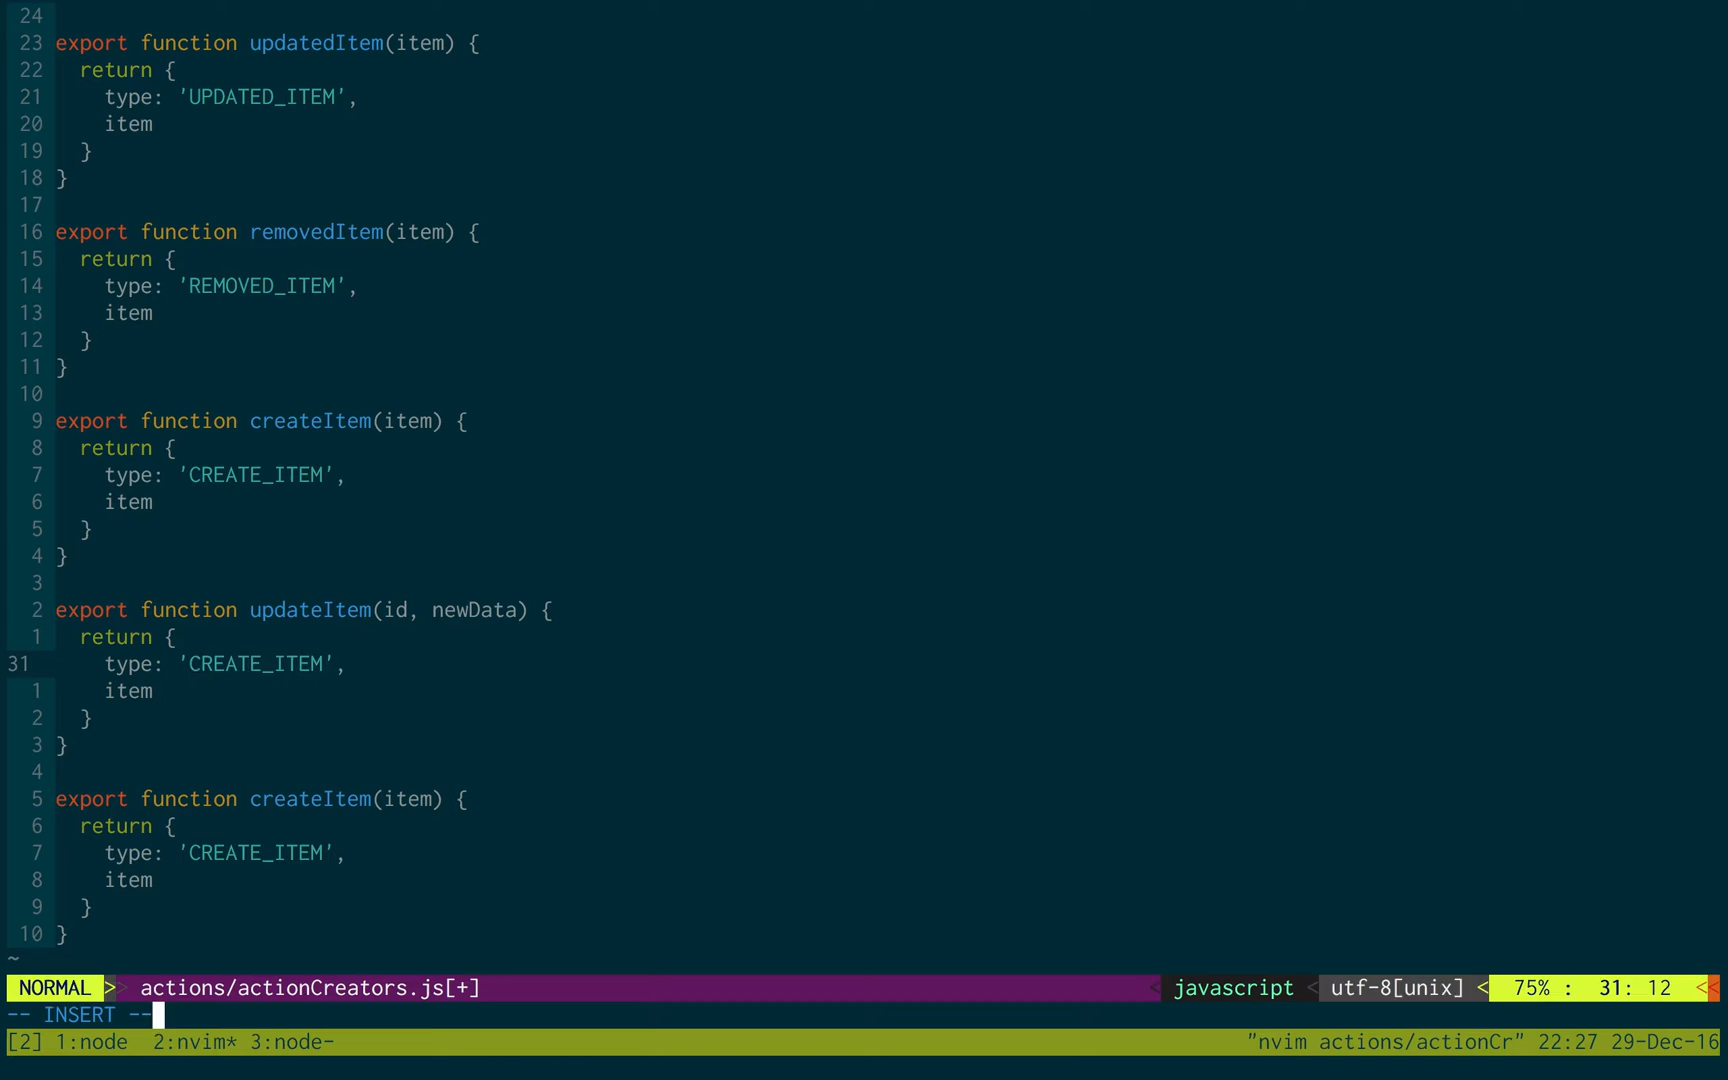 24
23 export function updatedItem(item) {
22   return {
21     type: 'UPDATED_ITEM',
20     item
19   }
18 }
17
16 export function removedItem(item) {
15   return {
14     type: 'REMOVED_ITEM',
13     item
12   }
11 }
10
9 export function createItem(item) {
8   return {
7     type: 'CREATE_ITEM',
6     item
5   }
4 }
3
2 export function updateItem(id, newData) {
1   return {
31     type: 'CREATE_ITEM',
1     item
2   }
3 }
4
5 export function createItem(item) {
6   return {
7     type: 'CREATE_ITEM',
8     item
9   }
10 }
~
NORMAL > > actions/actionCreators.js[+] < javascript < utf-8[unix] < 75% : 31: 12 <<
-- INSERT --
[2] 1:node 2:nvim* 3:node- "nvim actions/actionCr" 22:27 29-Dec-16